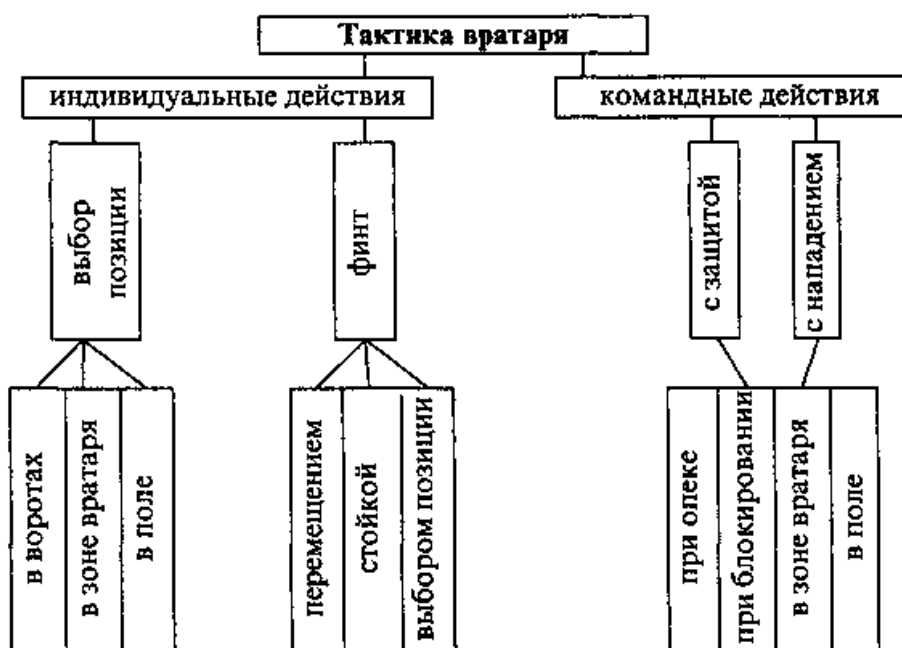 Тактика вратаря
индивидуальные действия
командные действия
выбор
позиции
финт
с защитой
с нападением
в воротах
в зоне вратаря
в поле
перемещением
стойкой
выбором позиции
при опеке
при блокировании
в зоне вратаря
в поле